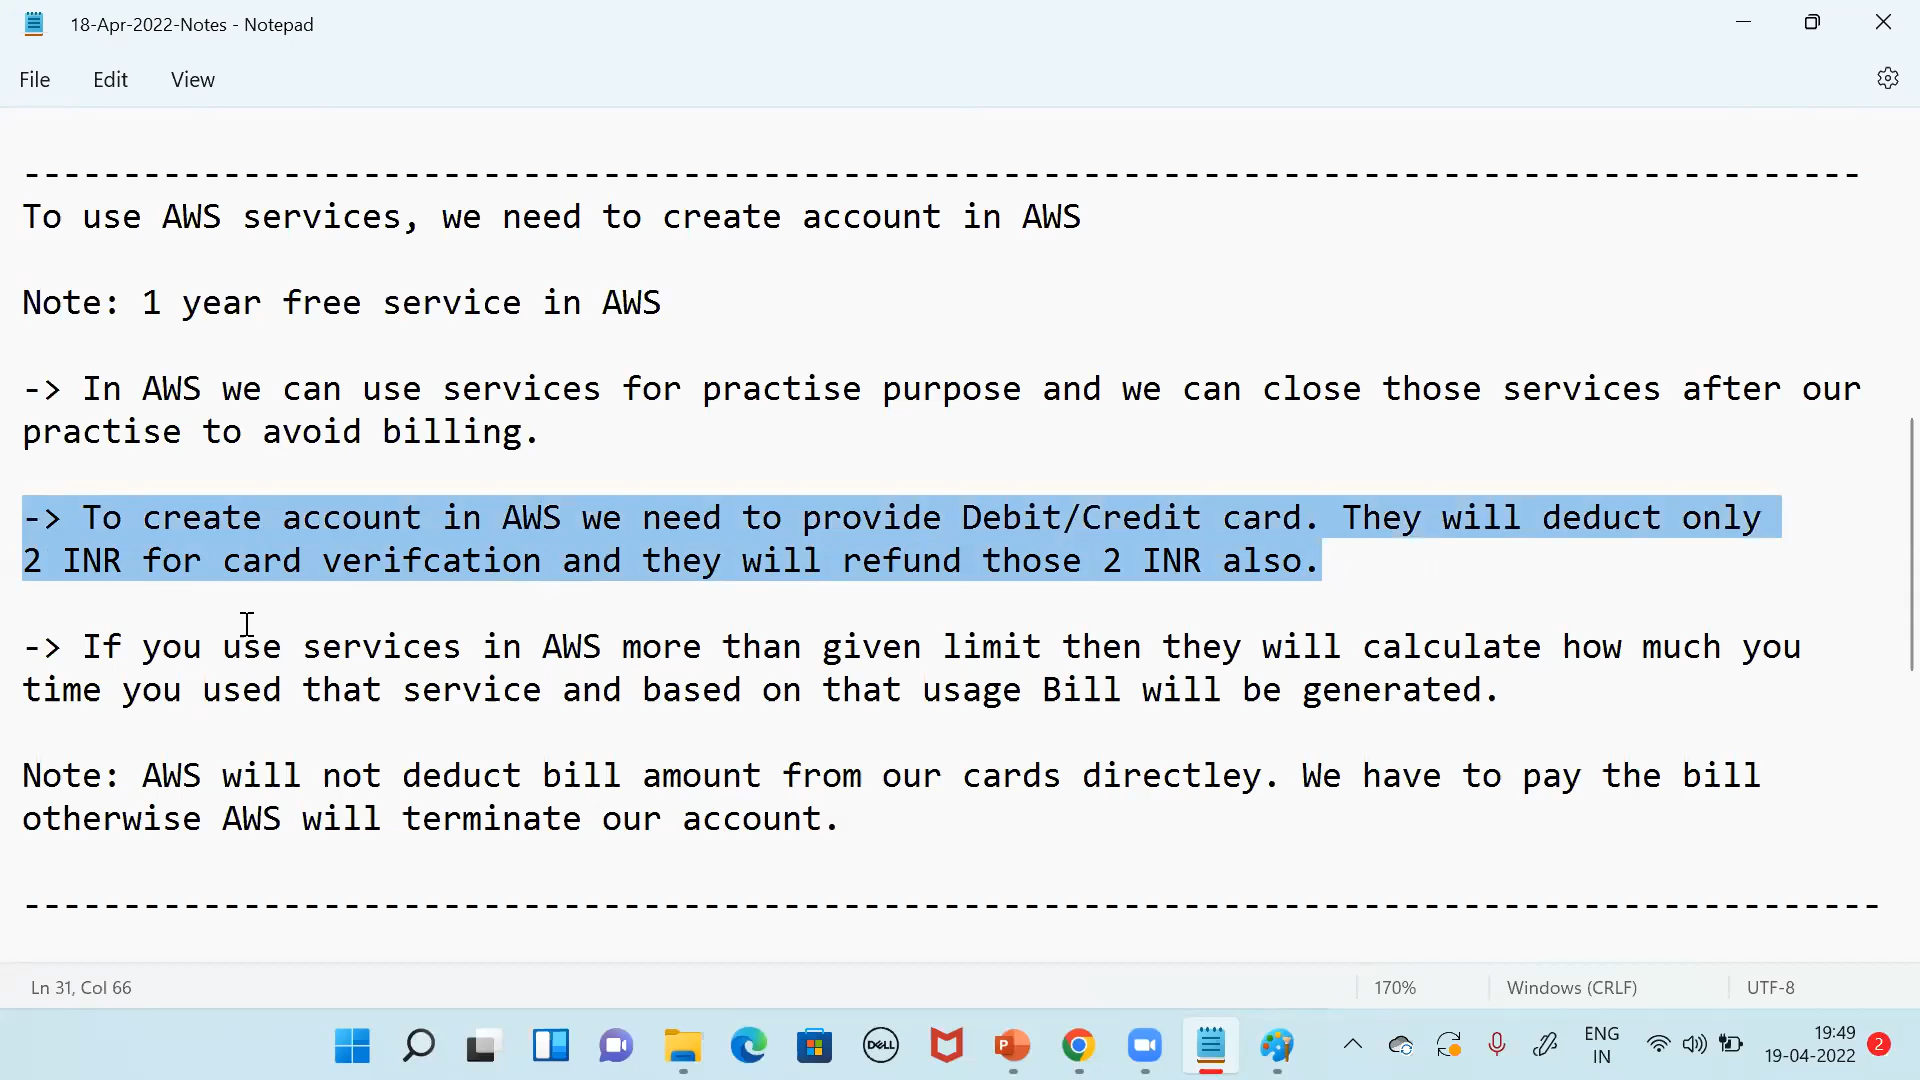 18-Apr-2022-Notes - Notepad
File Edit View
--------------------------------------------------------------------------------------------
To use AWS services, we need to create account in AWS
Note: 1 year free service in AWS
-> In AWS we can use services for practise purpose and we can close those services after our
practise to avoid billing.
-> To create account in AWS we need to provide Debit/Credit card. They will deduct only
2 INR for card verifcation and they will refund those 2 INR also.
-> If you use services in AWS more than given limit then they will calculate how much you
time you used that service and based on that usage Bill will be generated.
Note: AWS will not deduct bill amount from our cards directley. We have to pay the bill
otherwise AWS will terminate our account.
---------------------------------------------------------------------------------------------
Ln 31, Col 66 170% Windows (CRLF) UTF-8
DELL P ENG 19:49 2
IN 19-04-2022